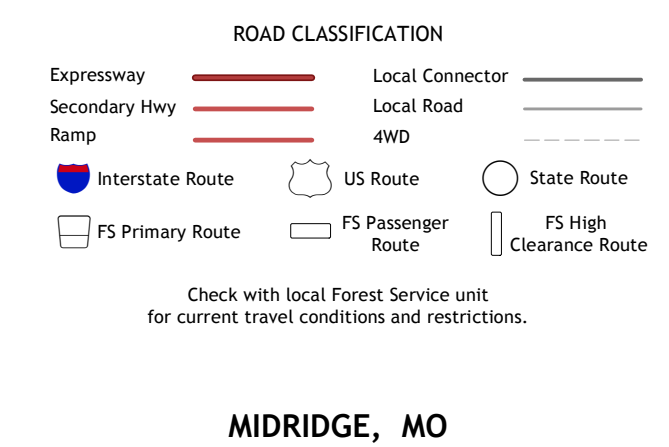 ROAD CLASSIFICATION
Expressway
Local Connector
Secondary Hwy
Local Road
Ramp
4WD
Interstate Route
US Route
State Route
FS Primary Route
FS Passenger
Route
FS High
Clearance Route
Check with local Forest Service unit
for current travel conditions and restrictions.
MIDRIDGE, MO